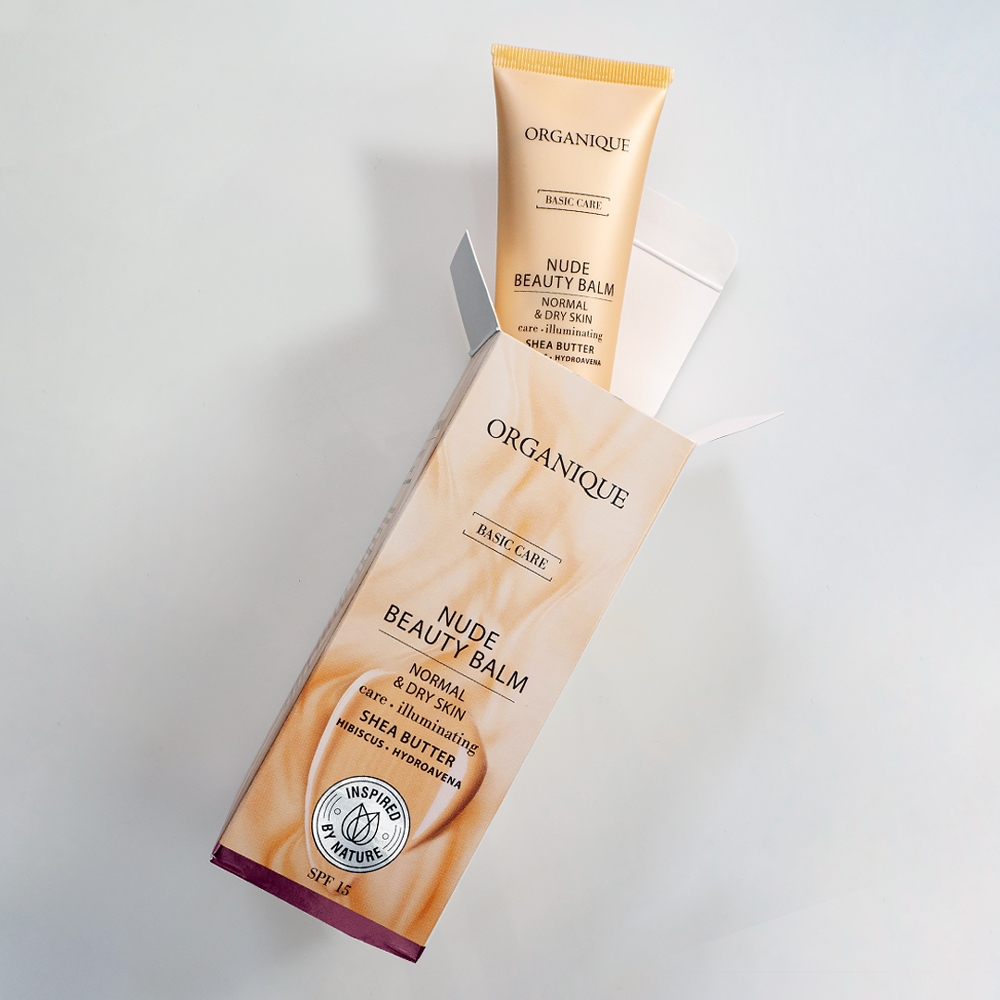 ORGANIQUE
BASIC CARE
NUDE
BEAUTY BALM
NORMAL
& DRY SKIN
care • illuminating
SHEA BUTTER
• HYDROAVENA
ORGANIQUE
BASIC CARE
NUDE
BEAUTY BALM
NORMAL
& DRY SKIN
care • illuminating
SHEA BUTTER
HIBISCUS • HYDROAVENA
INSPIRED
BY NATURE
SPF 15